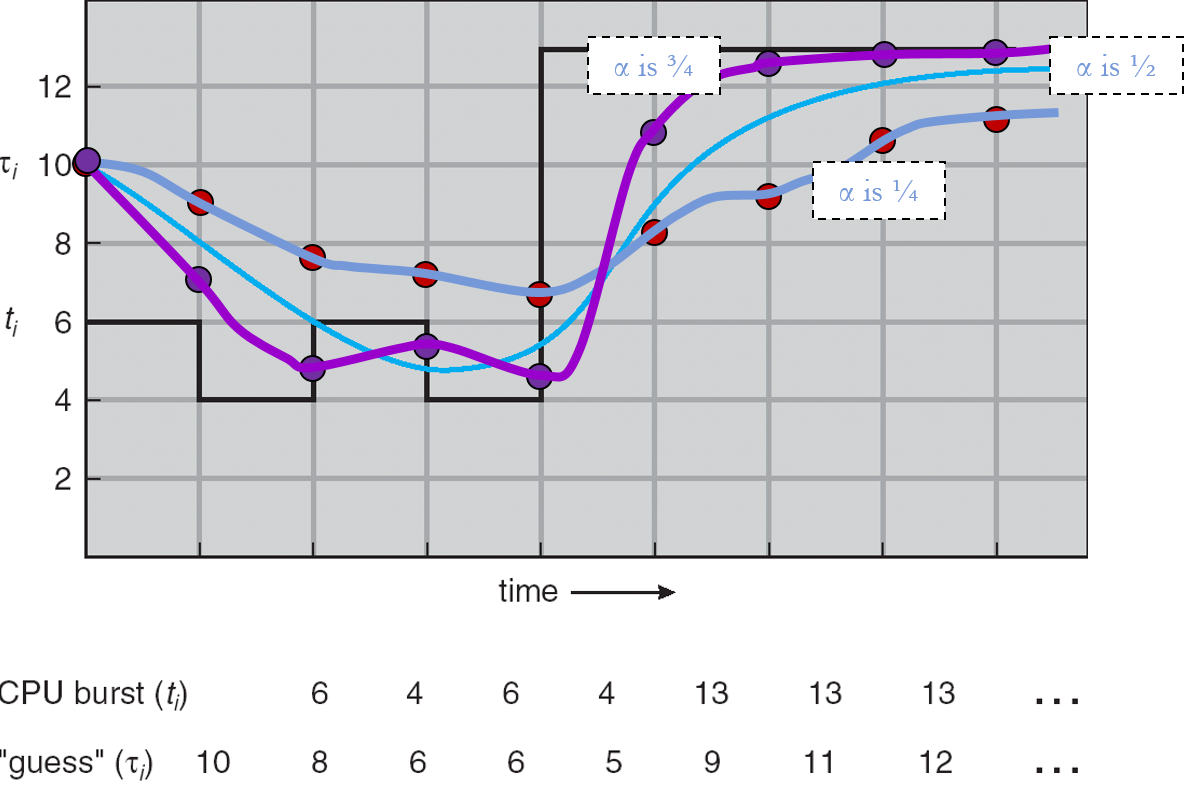 α is ¾
α is ½
12
τi 10
α is ¼
8
ti 6
4
2
time
CPU burst (ti) 6 4 6 4 13 13 13 ...
"guess" (τi) 10 8 6 6 5 9 11 12 ...